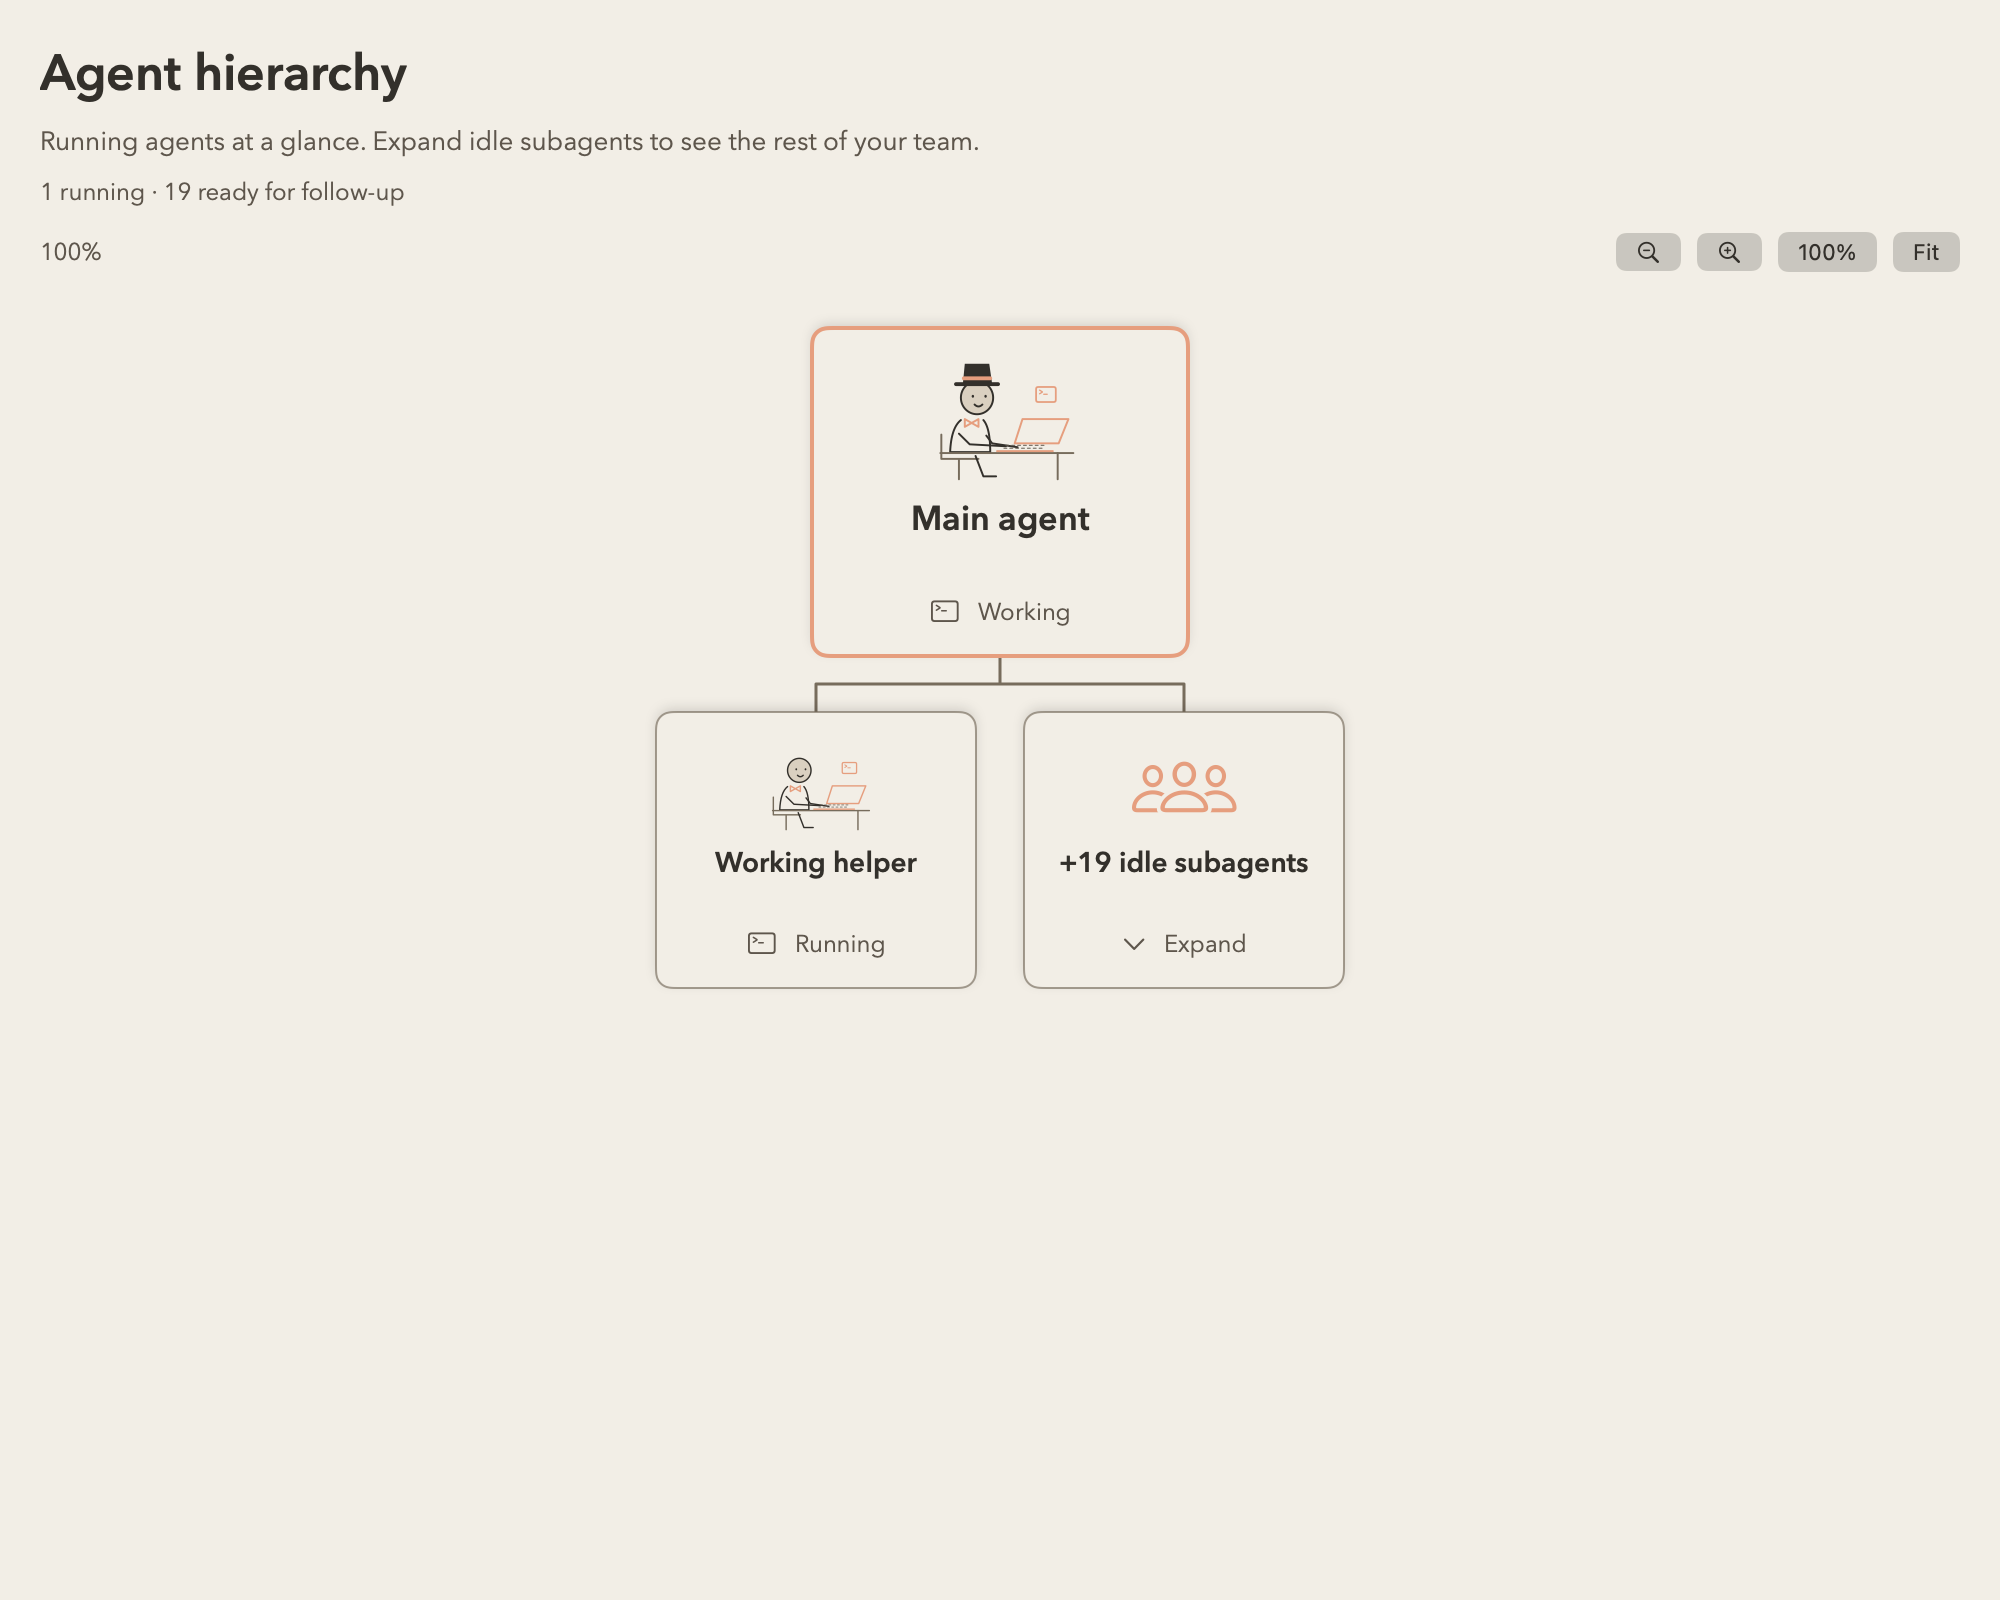 Agent hierarchy
Running agents at a glance. Expand idle subagents to see the rest of your team.
1 running · 19 ready for follow-up
100%
100%
Fit
Main agent
Working
Working helper
+19 idle subagents
Running
Expand